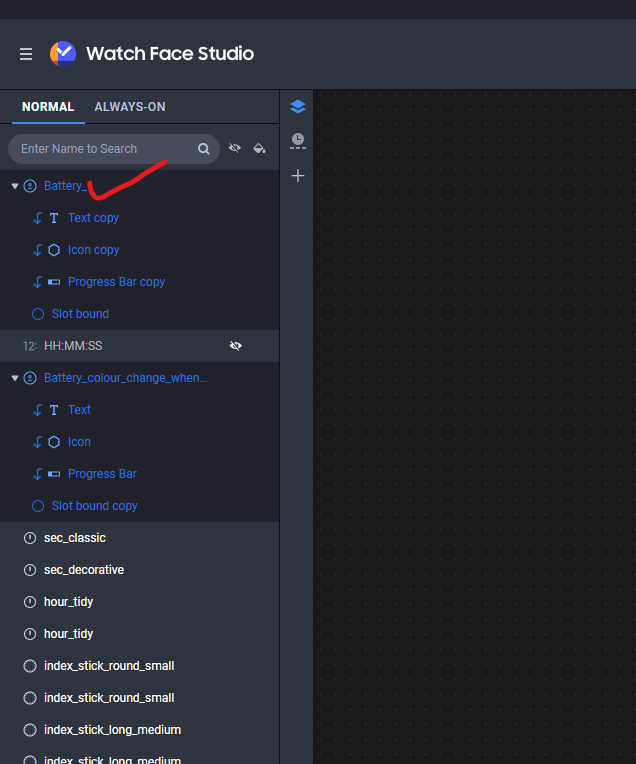 Watch Face Studio
NORMAL ALWAYS-ON
Enter Name to Search
Battery_
T Text copy
Icon copy
Progress Bar copy
Slot bound
12: HH:MM:SS
Battery_colour_change_when...
T Text
Icon
Progress Bar
Slot bound copy
sec_classic
sec_decorative
hour_tidy
hour_tidy
index_stick_round_small
index_stick_round_small
index_stick_long_medium
index_stick_long_medium